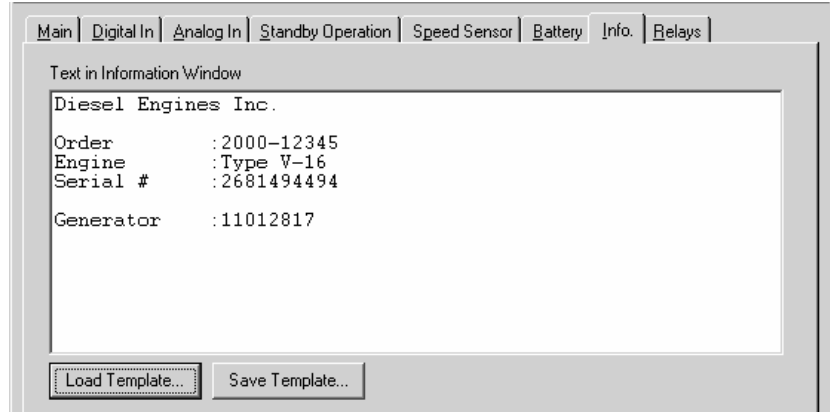 Main Digital In Analog In Standby Operation Speed Sensor Battery Info. Relays
Text in Information Window
Diesel Engines Inc.
Order :2000-12345
Engine :Type V-16
Serial # :2681494494
Generator :11012817
Load Template... Save Template...